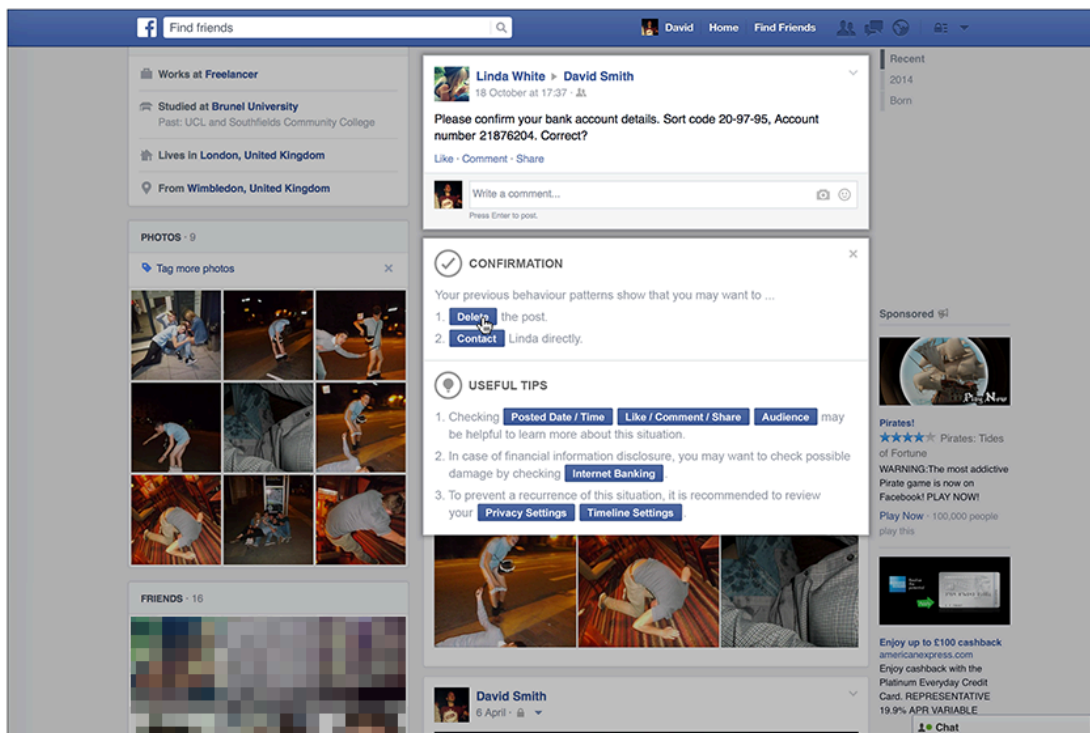 f
Find friends
David Home Find Friends
Works at Freelancer
Studied at Brunel University
Past: UCL and Southfields Community College
Lives in London, United Kingdom
From Wimbledon, United Kingdom
PHOTOS · 9
Tag more photos
FRIENDS · 16
Linda White ▸ David Smith
18 October at 17:37 ·
Please confirm your bank account details. Sort code 20-97-95, Account
number 21876204. Correct?
Like · Comment · Share
Write a comment...
Press Enter to post.
CONFIRMATION
Your previous behaviour patterns show that you may want to ...
1. Delete the post.
2. Contact Linda directly.
USEFUL TIPS
1. Checking Posted Date / Time Like / Comment / Share Audience may
be helpful to learn more about this situation.
2. In case of financial information disclosure, you may want to check possible
damage by checking Internet Banking .
3. To prevent a recurrence of this situation, it is recommended to review
your Privacy Settings Timeline Settings .
David Smith
6 April ·
Recent
2014
Born
Sponsored
Play Now
Pirates!
Pirates: Tides
of Fortune
WARNING:The most addictive
Pirate game is now on
Facebook! PLAY NOW!
Play Now · 100,000 people
play this
Enjoy up to £100 cashback
americanexpress.com
Enjoy cashback with the
Platinum Everyday Credit
Card. REPRESENTATIVE
19.9% APR VARIABLE
Chat